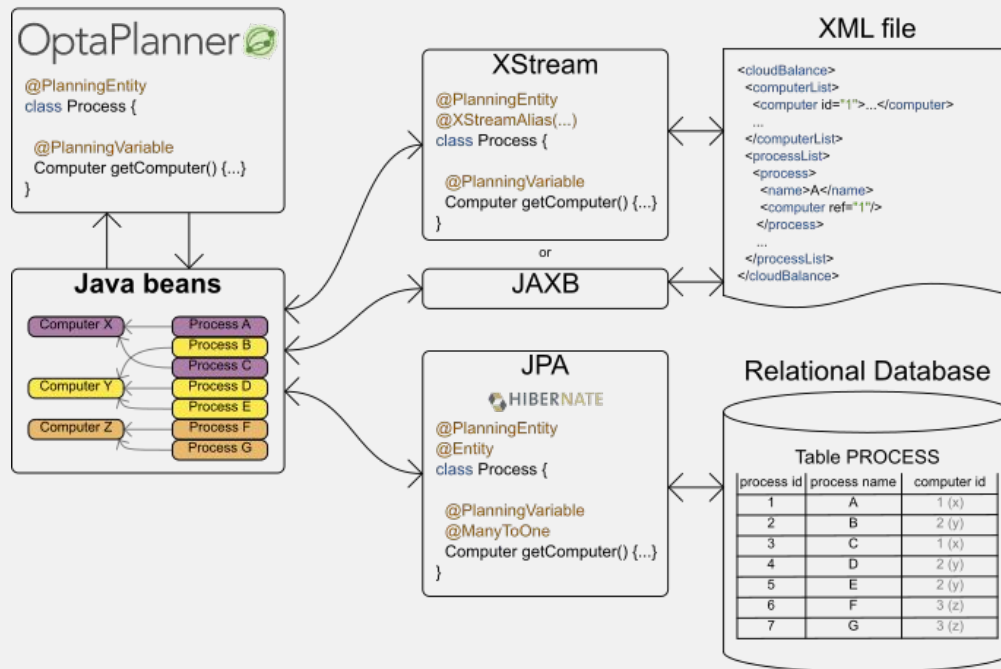 OptaPlanner
@PlanningEntity
class Process {
@PlanningVariable
Computer getComputer() {...}
}
Java beans
Computer X
Computer Y
Computer Z
Process A
Process B
Process C
Process D
Process E
Process F
Process G
XStream
@PlanningEntity
@XStreamAlias(...)
class Process {
@PlanningVariable
Computer getComputer() {...}
}
or
JAXB
JPA
HIBERNATE
@PlanningEntity
@Entity
class Process {
@PlanningVariable
@ManyToOne
Computer getComputer() {...}
}
XML file
<cloudBalance>
<computerList>
<computer id="1">...</computer>
...
</computerList>
<processList>
<process>
<name>A</name>
<computer ref="1"/>
</process>
...
</processList>
</cloudBalance>
Relational Database
Table PROCESS
process id process name computer id
1 A 1 (x)
2 B 2 (y)
3 C 1 (x)
4 D 2 (y)
5 E 2 (y)
6 F 3 (z)
7 G 3 (z)